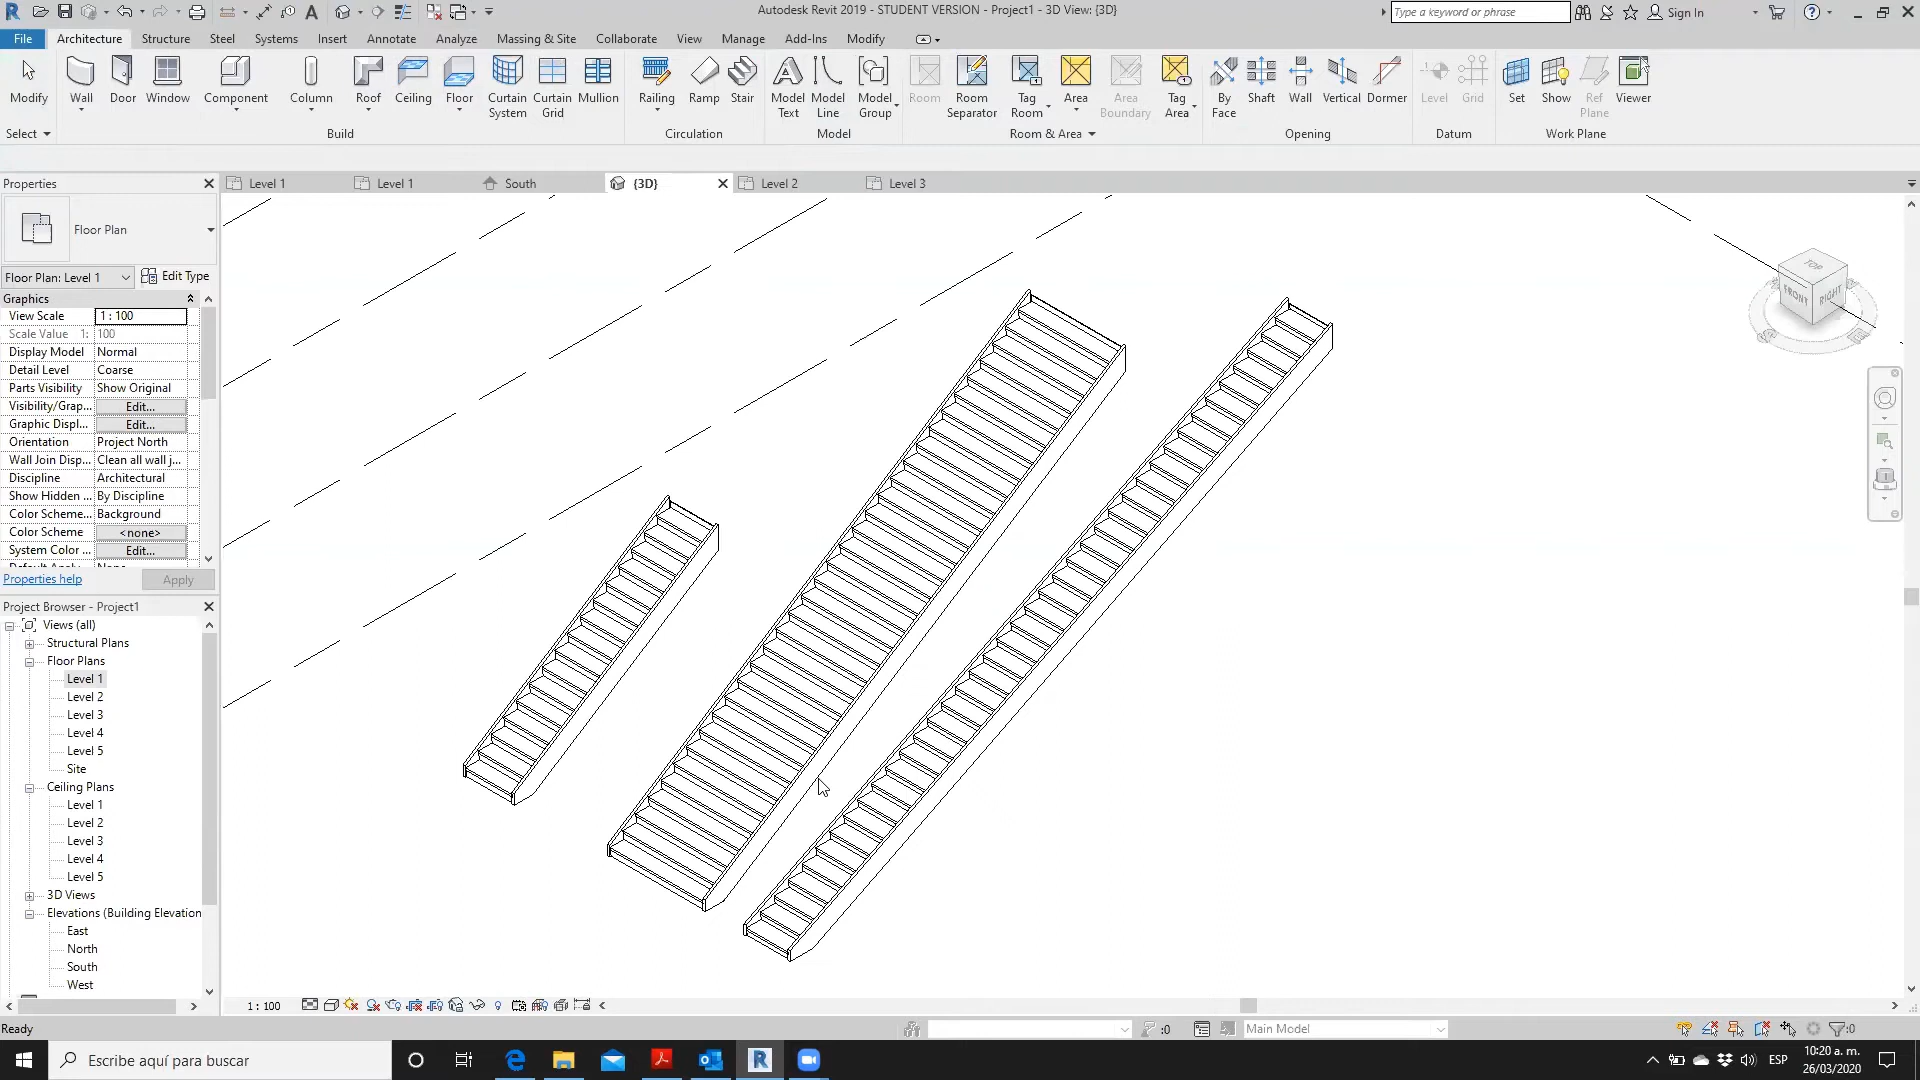 Autodesk Revit 2019 - STUDENT VERSION - Project1 - 3D View: {3D}
Type a keyword or phrase
Sign In
File Architecture Structure Steel Systems Insert Annotate Analyze Massing & Site Collaborate View Manage Add-Ins Modify
Modify Wall Door Window Component Column Roof Ceiling Floor Curtain System Curtain Grid Mullion Railing Ramp Stair Model Text Model Line Model Group Room Room Separator Tag Room Area Area Boundary Tag Area By Face Shaft Wall Vertical Dormer Level Grid Set Show Ref Plane Viewer
Select Build Circulation Model Room & Area Opening Datum Work Plane
Properties
Level 1 Level 1 South {3D} Level 2 Level 3
Floor Plan
Floor Plan: Level 1 Edit Type
Graphics
View Scale 1 : 100
Scale Value 1: 100
Display Model Normal
Detail Level Coarse
Parts Visibility Show Original
Visibility/Grap... Edit...
Graphic Displ... Edit...
Orientation Project North
Wall Join Disp... Clean all wall j...
Discipline Architectural
Show Hidden ... By Discipline
Color Scheme... Background
Color Scheme <none>
System Color ... Edit...
Properties help Apply
TOP
FRONT RIGHT
Project Browser - Project1
Views (all)
Structural Plans
Floor Plans
Level 1
Level 2
Level 3
Level 4
Level 5
Site
Ceiling Plans
Level 1
Level 2
Level 3
Level 4
Level 5
3D Views
Elevations (Building Elevation
East
North
South
West
1 : 100
Ready
:0
Main Model
:0
Escribe aquí para buscar
ESP
10:20 a. m.
26/03/2020